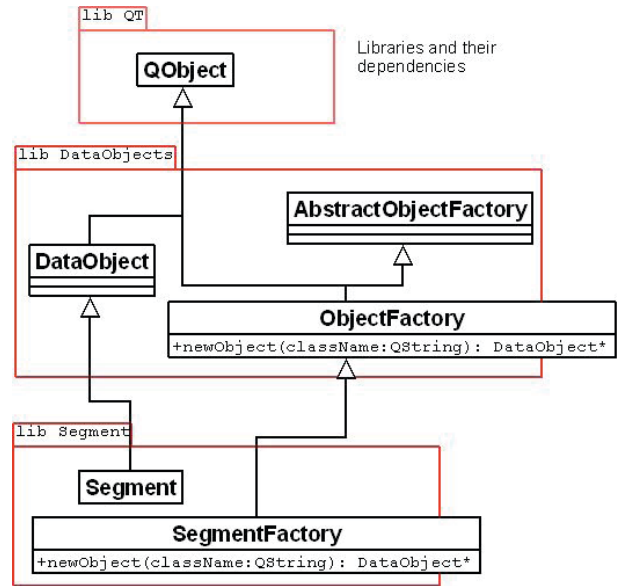 lib QT
QObject
Libraries and their
dependencies
lib DataObjects
AbstractObjectFactory
DataObject
ObjectFactory
+newObject(className:QString): DataObject*
lib Segment
Segment
SegmentFactory
+newObject(className:QString): DataObject*